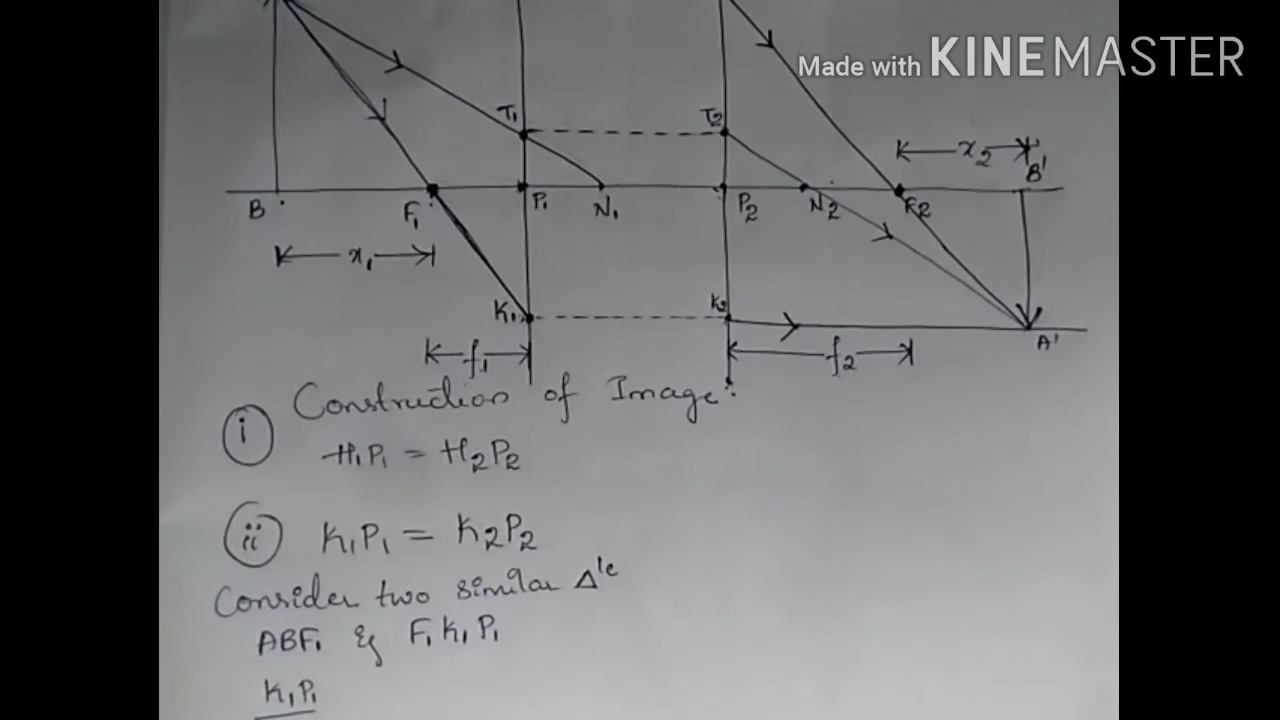 Made with KINEMASTER
T₁ T₂
x₂
B'
B F₁ P₁ N₁ P₂ N₂ F₂
x₁
K₁ K₂
A'
f₁ f₂
i Construction of Image:
H₁P₁ = H₂P₂
ii K₁P₁ = K₂P₂
Consider two similar Δ'le
ABF₁ & F₁K₁P₁
K₁P₁